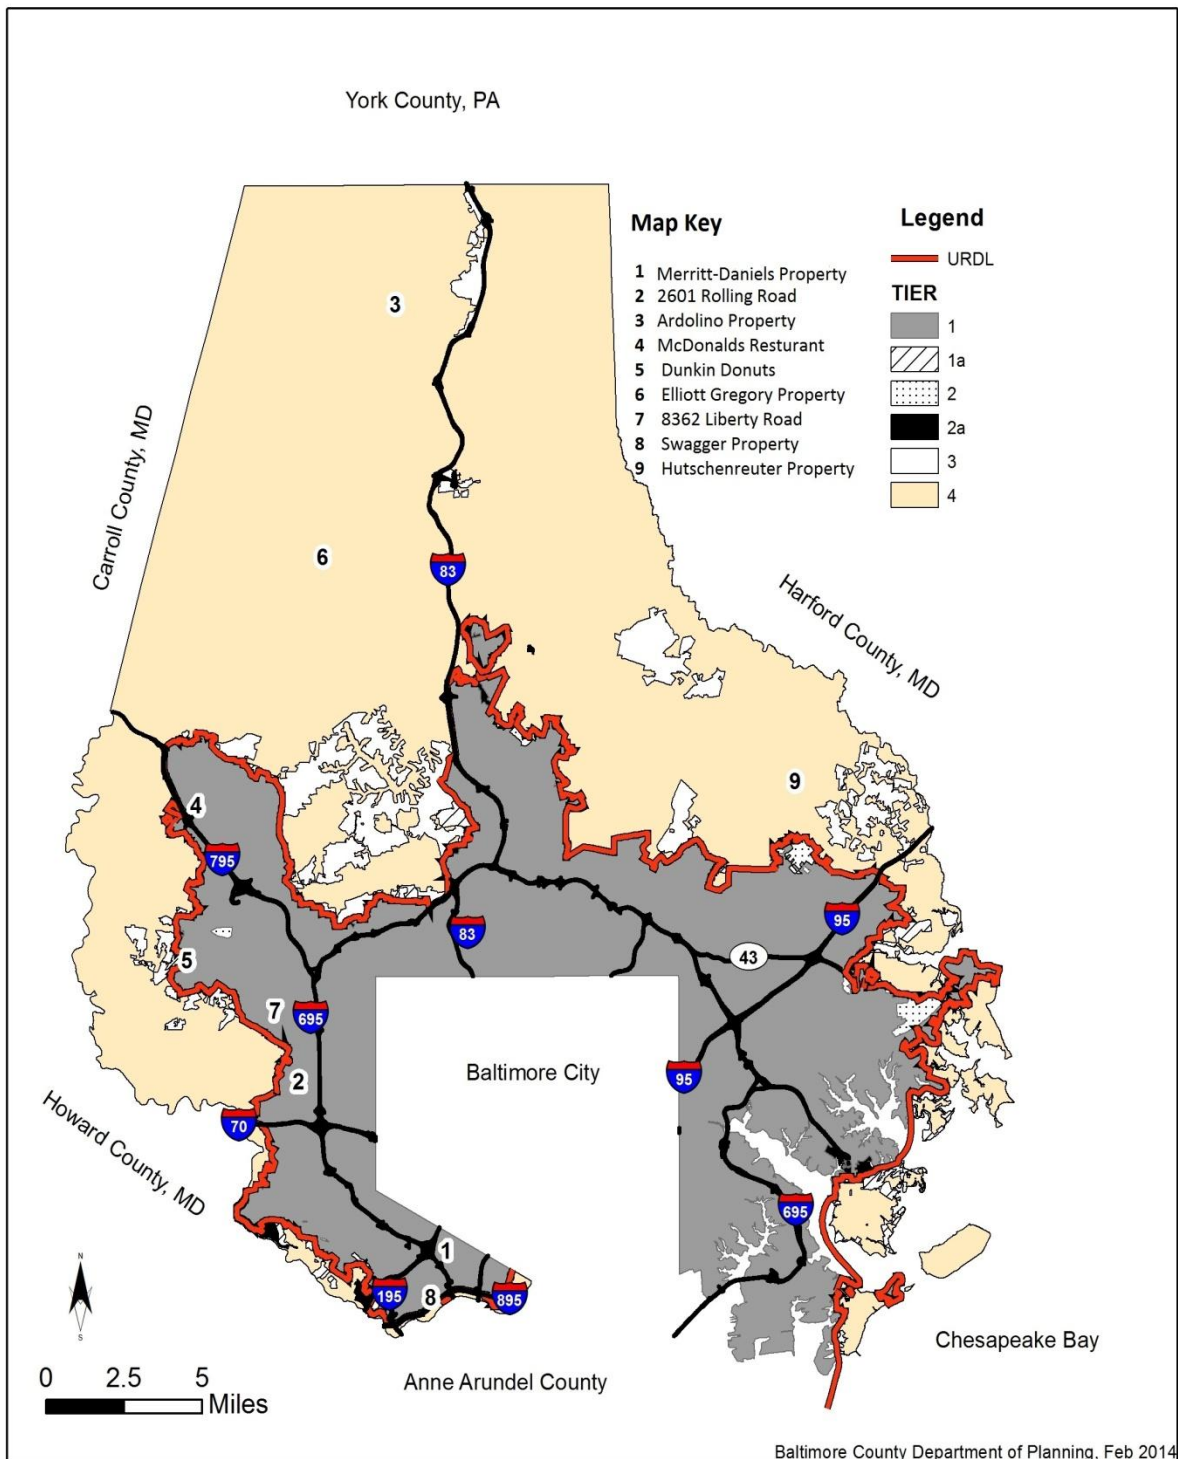 York County, PA
Map Key
1 Merritt-Daniels Property
2 2601 Rolling Road
3 Ardolino Property
4 McDonalds Resturant
5 Dunkin Donuts
6 Elliott Gregory Property
7 8362 Liberty Road
8 Swagger Property
9 Hutschenreuter Property
Legend
URDL
TIER
1
1a
2
2a
3
4
3
Carroll County, MD
6
83
Harford County, MD
9
4
795
95
83
43
5
7
695
Baltimore City
95
2
70
Howard County, MD
695
1
195
8
895
N
S
Chesapeake Bay
0 2.5 5
Miles
Anne Arundel County
Baltimore County Department of Planning, Feb 2014